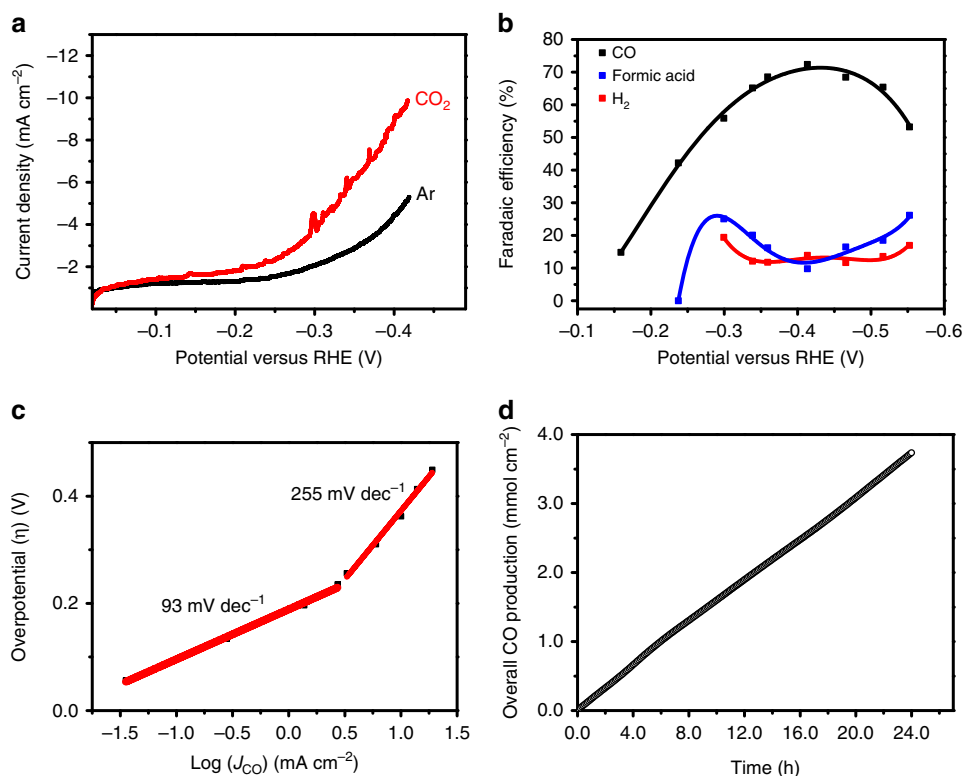 a
Current density (mA cm−2)
−12
−10
−8
−6
−4
−2
CO2
Ar
−0.1
−0.2
−0.3
−0.4
Potential versus RHE (V)
b
Faradaic efficiency (%)
80
70
60
50
40
30
20
10
0
CO
Formic acid
H2
−0.1
−0.2
−0.3
−0.4
−0.5
−0.6
Potential versus RHE (V)
c
Overpotential (η) (V)
0.4
0.2
0.0
255 mV dec−1
93 mV dec−1
−1.5
−1.0
−0.5
0.0
0.5
1.0
1.5
Log (JCO) (mA cm−2)
d
Overall CO production (mmol cm−2)
4.0
3.0
2.0
1.0
0.0
0.0
4.0
8.0
12.0
16.0
20.0
24.0
Time (h)